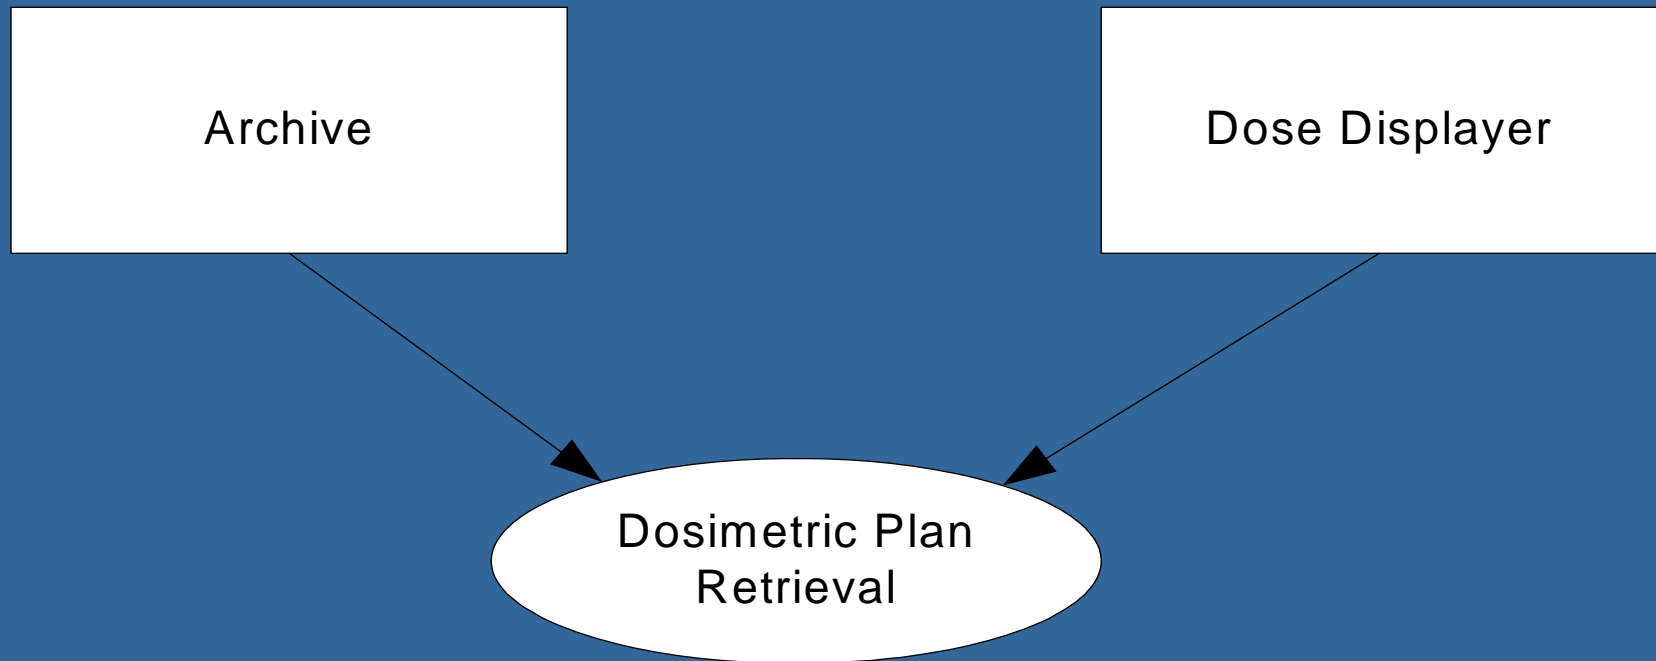 Archive
Dose Displayer
Dosimetric Plan
Retrieval